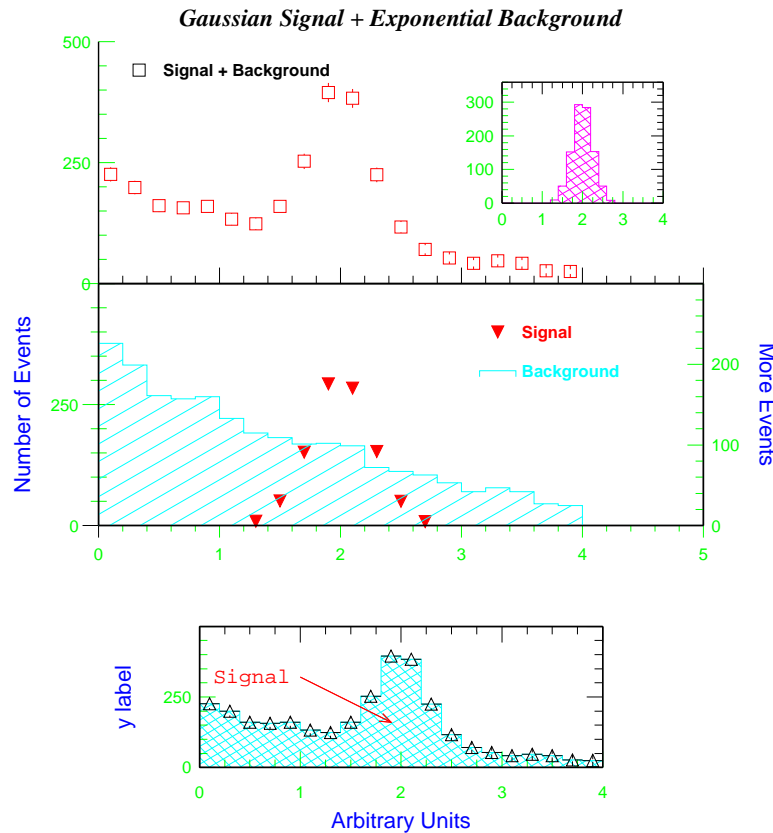 Gaussian Signal + Exponential Background
500
Signal + Background
300
250
200
100
0
0 1 2 3 4
0
Number of Events
More Events
Signal
200
Background
250
100
0
0
0 1 2 3 4 5
y label
Signal
250
0
0 1 2 3 4
Arbitrary Units